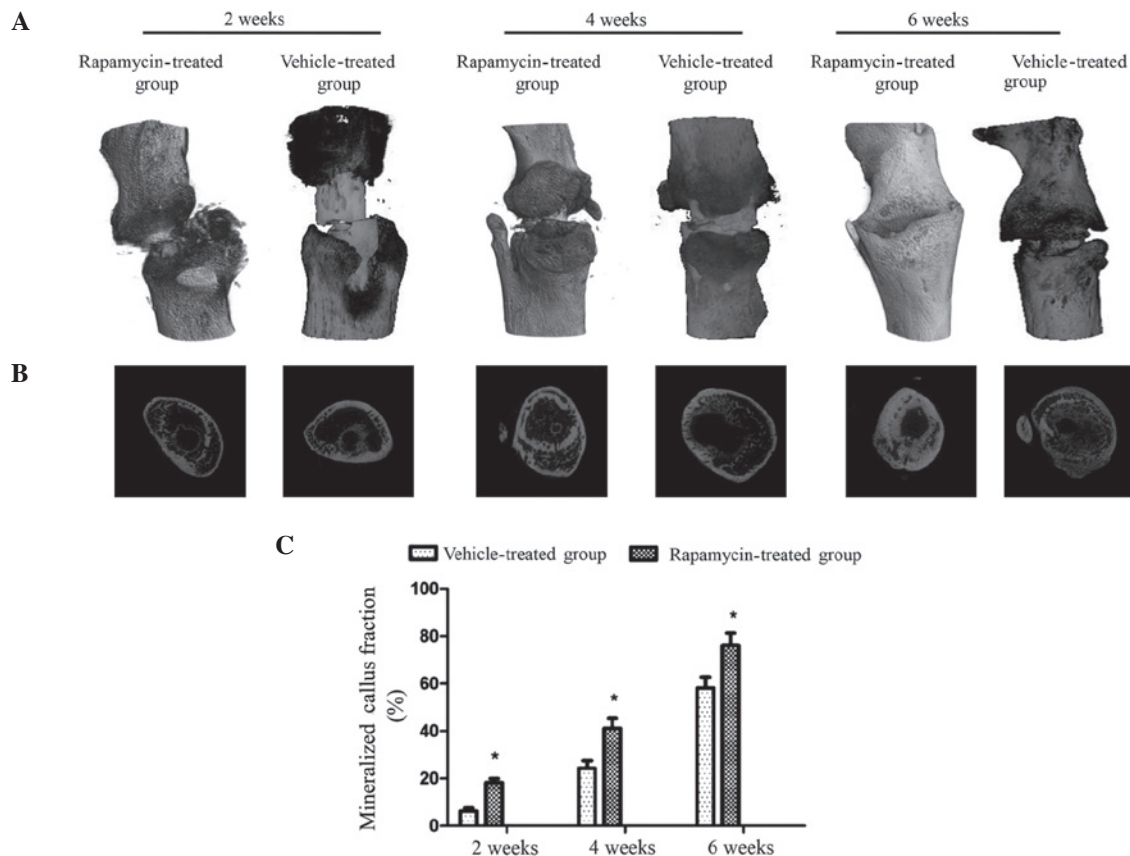 A
2 weeks
4 weeks
6 weeks
Rapamycin-treated group
Vehicle-treated group
Rapamycin-treated group
Vehicle-treated group
Rapamycin-treated group
Vehicle-treated group
B
C
Vehicle-treated group
Rapamycin-treated group
Mineralized callus fraction
(%)
100
80
60
40
20
0
*
*
*
2 weeks
4 weeks
6 weeks